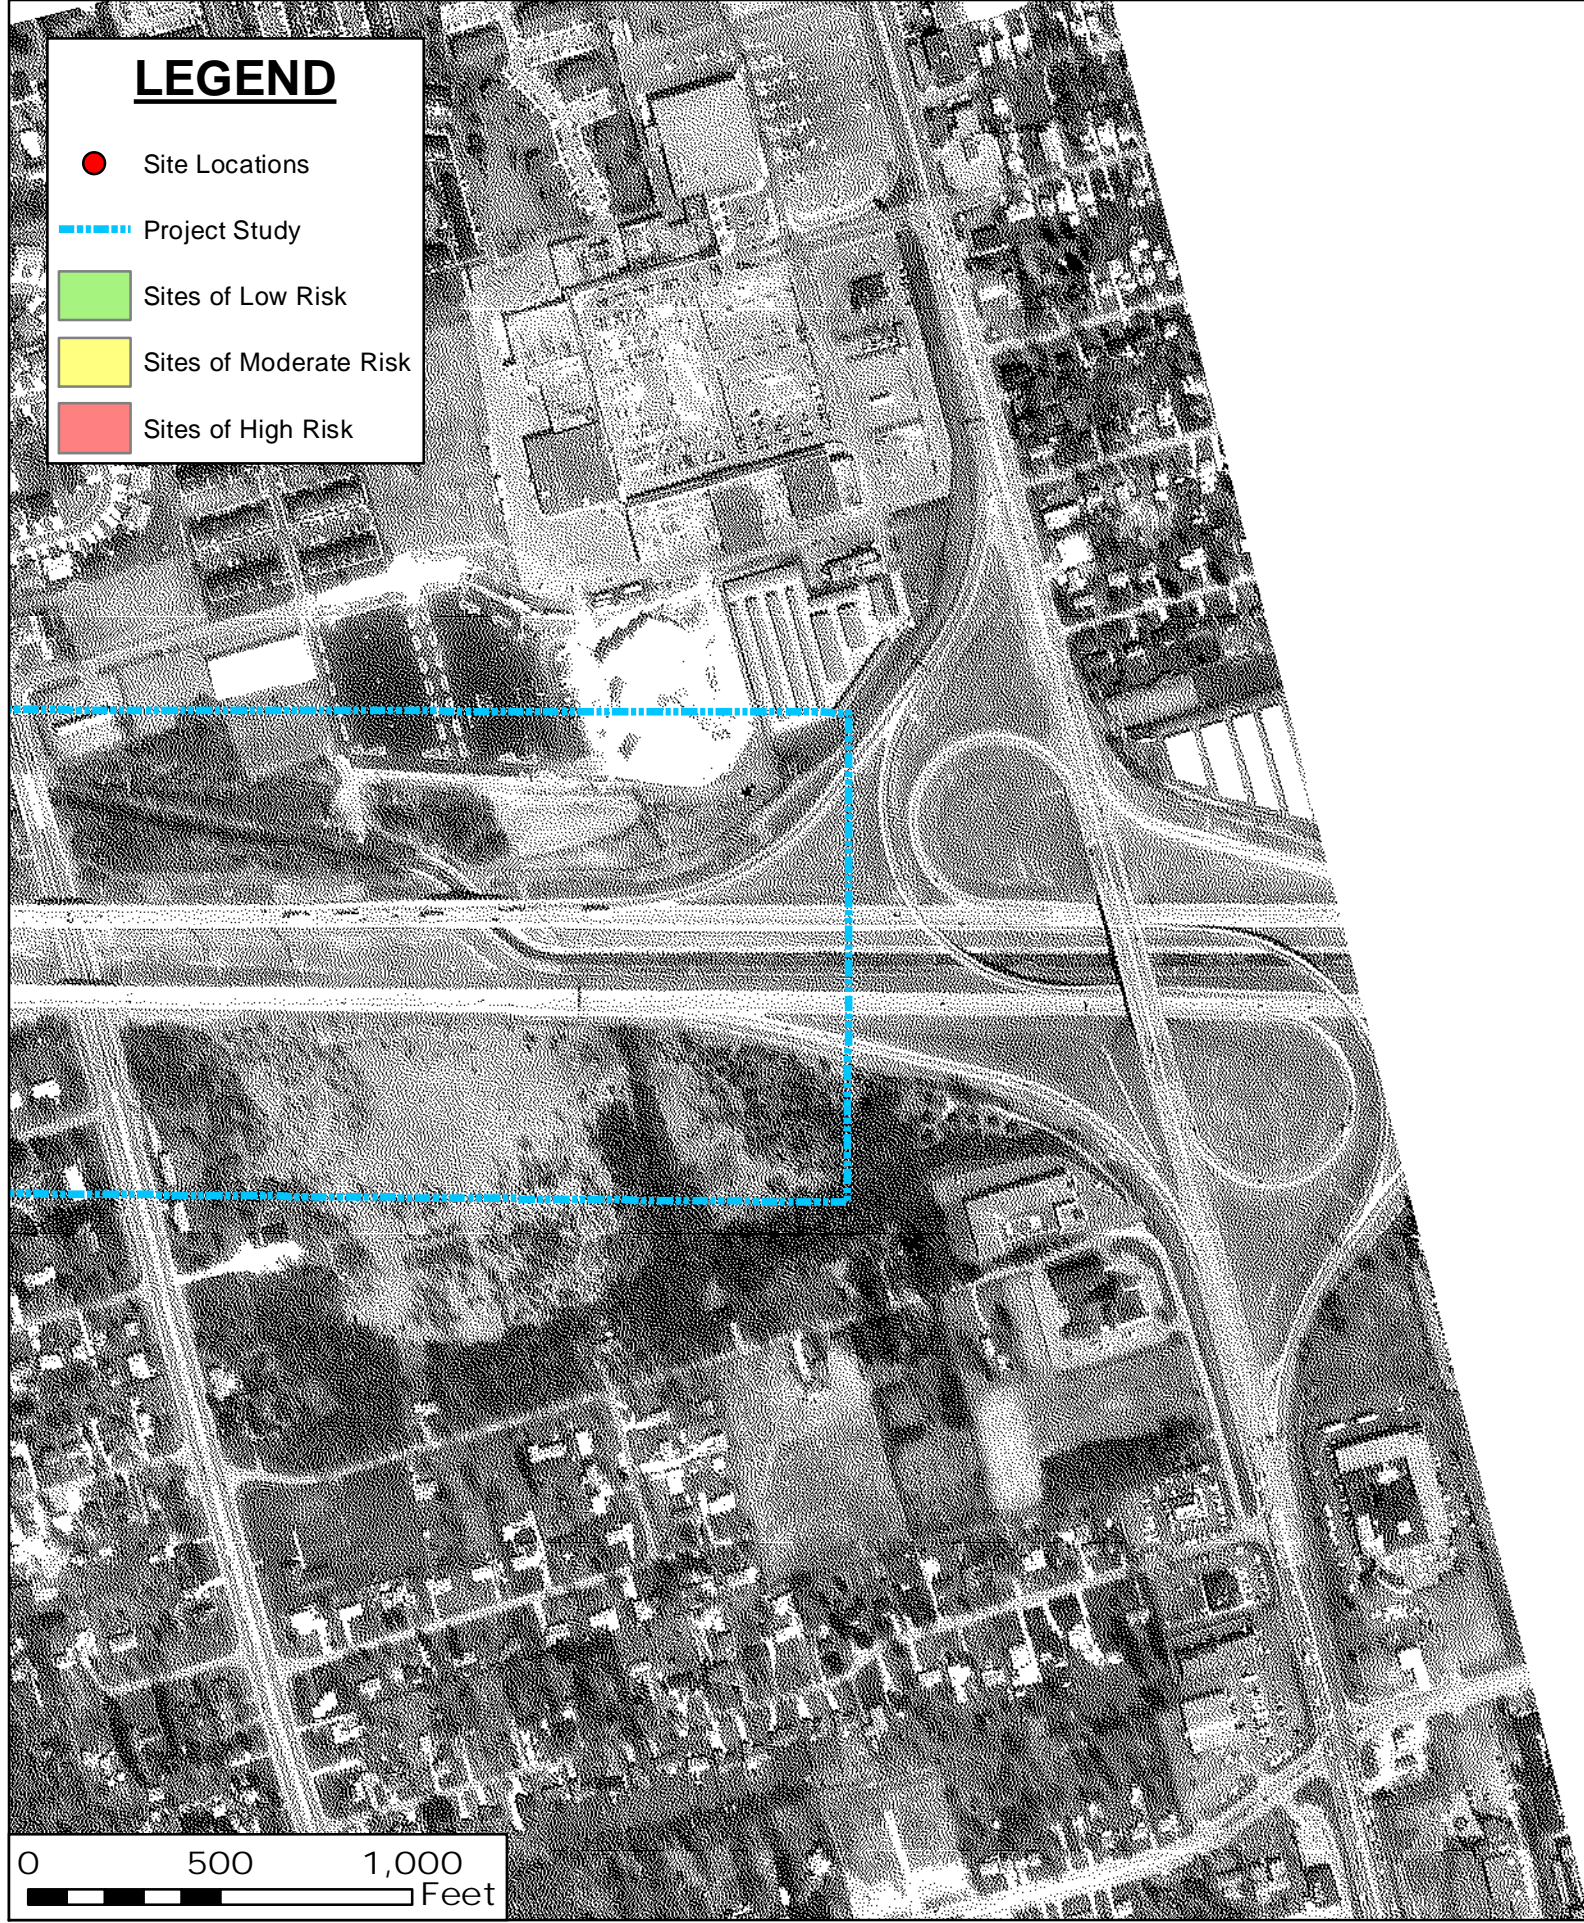 LEGEND
Site Locations
Project Study
Sites of Low Risk
Sites of Moderate Risk
Sites of High Risk
0 500 1,000
Feet